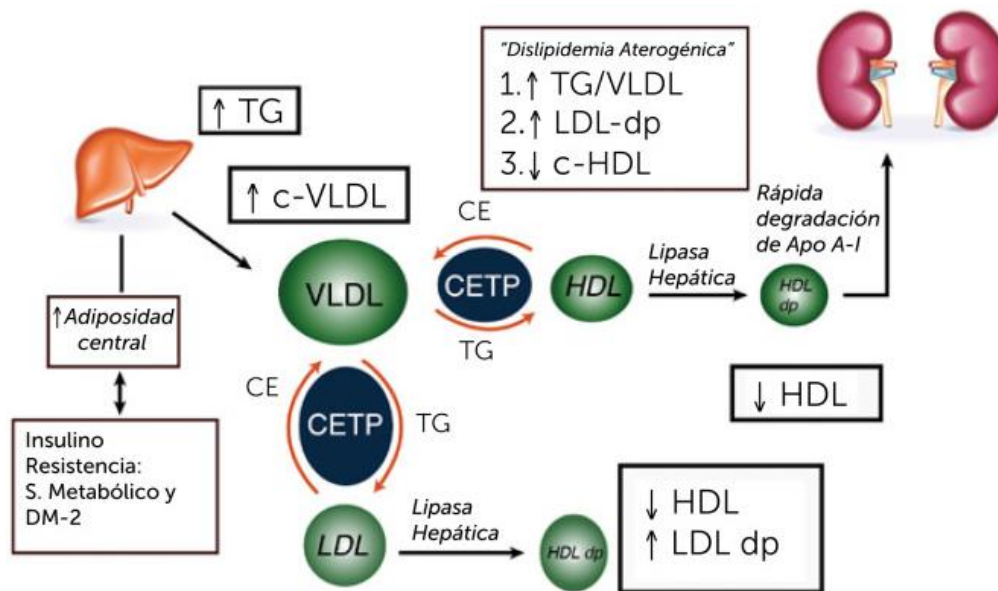 "Dislipidemia Aterogénica"
1.↑ TG/VLDL
2.↑ LDL-dp
3.↓ c-HDL
↑ TG
↑ c-VLDL
CE
VLDL
CETP
HDL
TG
Lipasa
Hepática
Rápida
degradación
de Apo A-I
HDL
dp
↑Adiposidad
central
CE
CETP
TG
↓ HDL
Insulino
Resistencia:
S. Metabólico y
DM-2
LDL
Lipasa
Hepática
HDL dp
↓ HDL
↑ LDL dp